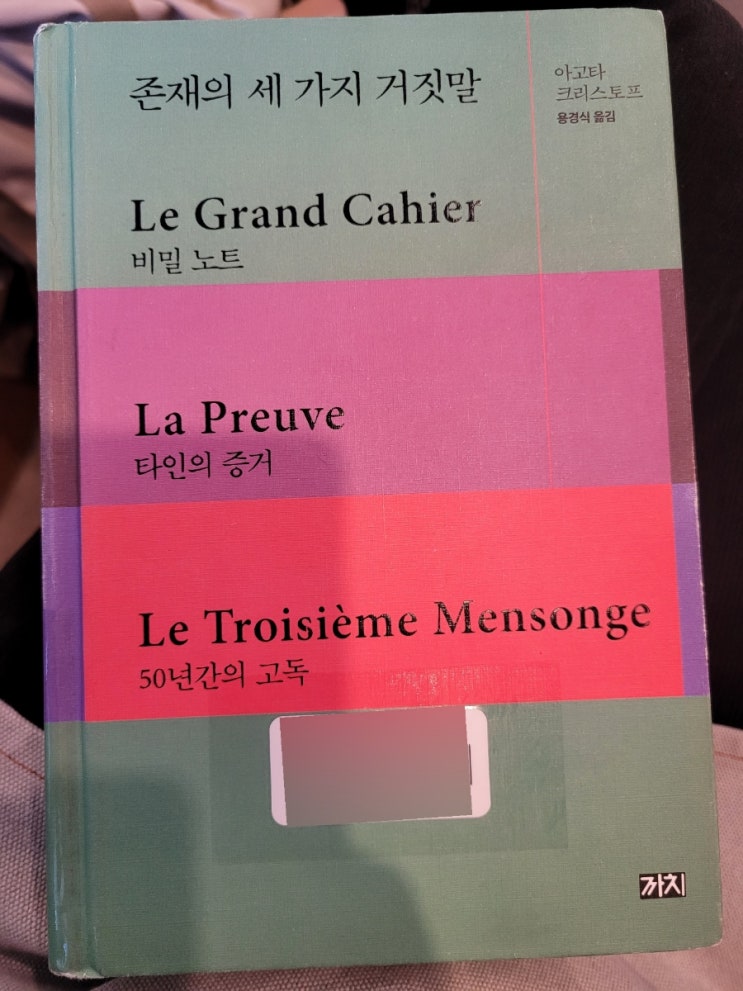 존재의 세 가지 거짓말
아고타
크리스토프
용경식 옮김
Le Grand Cahier
비밀 노트
La Preuve
타인의 증거
Le Troisième Mensonge
50년간의 고독
까치